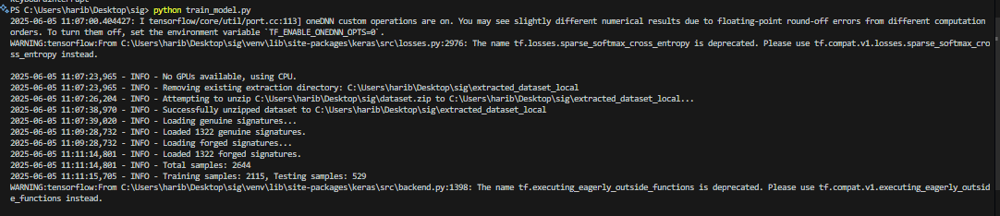 KeyboardInterrupt
PS C:\Users\harib\Desktop\sig> python train_model.py
2025-06-05 11:07:00.404427: I tensorflow/core/util/port.cc:113] oneDNN custom operations are on. You may see slightly different numerical results due to floating-point round-off errors from different computation
orders. To turn them off, set the environment variable `TF_ENABLE_ONEDNN_OPTS=0`.
WARNING:tensorflow:From C:\Users\harib\Desktop\sig\venv\lib\site-packages\keras\src\losses.py:2976: The name tf.losses.sparse_softmax_cross_entropy is deprecated. Please use tf.compat.v1.losses.sparse_softmax_cro
ss_entropy instead.
2025-06-05 11:07:23,965 - INFO - No GPUs available, using CPU.
2025-06-05 11:07:23,965 - INFO - Removing existing extraction directory: C:\Users\harib\Desktop\sig\extracted_dataset_local
2025-06-05 11:07:26,204 - INFO - Attempting to unzip C:\Users\harib\Desktop\sig\dataset.zip to C:\Users\harib\Desktop\sig\extracted_dataset_local...
2025-06-05 11:07:38,970 - INFO - Successfully unzipped dataset to C:\Users\harib\Desktop\sig\extracted_dataset_local
2025-06-05 11:07:39,020 - INFO - Loading genuine signatures...
2025-06-05 11:09:28,732 - INFO - Loaded 1322 genuine signatures.
2025-06-05 11:09:28,732 - INFO - Loading forged signatures...
2025-06-05 11:11:14,801 - INFO - Loaded 1322 forged signatures.
2025-06-05 11:11:14,801 - INFO - Total samples: 2644
2025-06-05 11:11:15,705 - INFO - Training samples: 2115, Testing samples: 529
WARNING:tensorflow:From C:\Users\harib\Desktop\sig\venv\lib\site-packages\keras\src\backend.py:1398: The name tf.executing_eagerly_outside_functions is deprecated. Please use tf.compat.v1.executing_eagerly_outsid
e_functions instead.